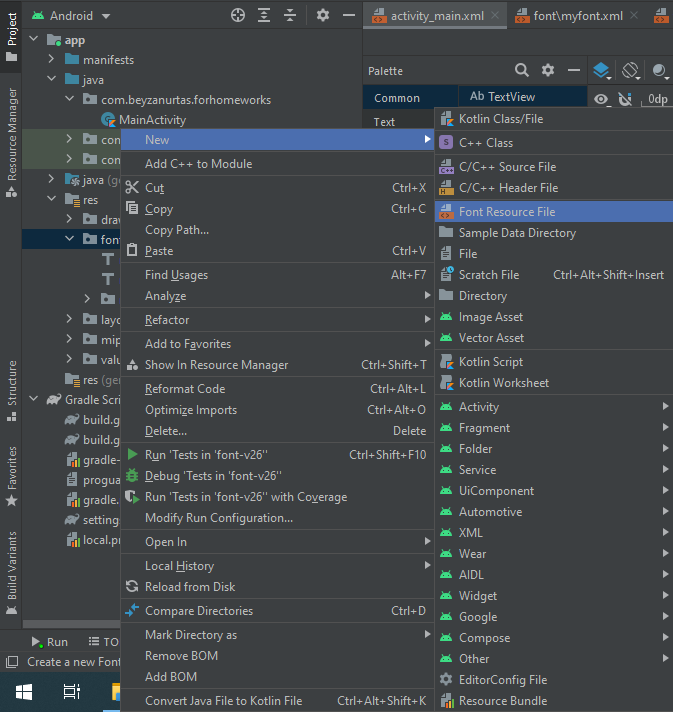 Android
activity_main.xml
font\myfont.xml
Project
Resource Manager
Structure
Favorites
Build Variants
app
manifests
java
com.beyzanurtas.forhomeworks
MainActivity
com
com
java (ge
res
drav
font
layo
mip
valu
res (gen
Gradle Scrip
build.g
build.g
gradle-
progua
gradle.
settings
local.pr
Palette
Common
Ab TextView
Text
0dp
New
Add C++ to Module
Cut Ctrl+X
Copy Ctrl+C
Copy Path...
Paste Ctrl+V
Find Usages Alt+F7
Analyze
Refactor
Add to Favorites
Show In Resource Manager Ctrl+Shift+T
Reformat Code Ctrl+Alt+L
Optimize Imports Ctrl+Alt+O
Delete... Delete
Run 'Tests in 'font-v26'' Ctrl+Shift+F10
Debug 'Tests in 'font-v26''
Run 'Tests in 'font-v26'' with Coverage
Modify Run Configuration...
Open In
Local History
Reload from Disk
Compare Directories Ctrl+D
Mark Directory as
Remove BOM
Add BOM
Convert Java File to Kotlin File Ctrl+Alt+Shift+K
Kotlin Class/File
C++ Class
C/C++ Source File
C/C++ Header File
Font Resource File
Sample Data Directory
File
Scratch File Ctrl+Alt+Shift+Insert
Directory
Image Asset
Vector Asset
Kotlin Script
Kotlin Worksheet
Activity
Fragment
Folder
Service
UiComponent
Automotive
XML
Wear
AIDL
Widget
Google
Compose
Other
EditorConfig File
Resource Bundle
Run
TO
Create a new Font